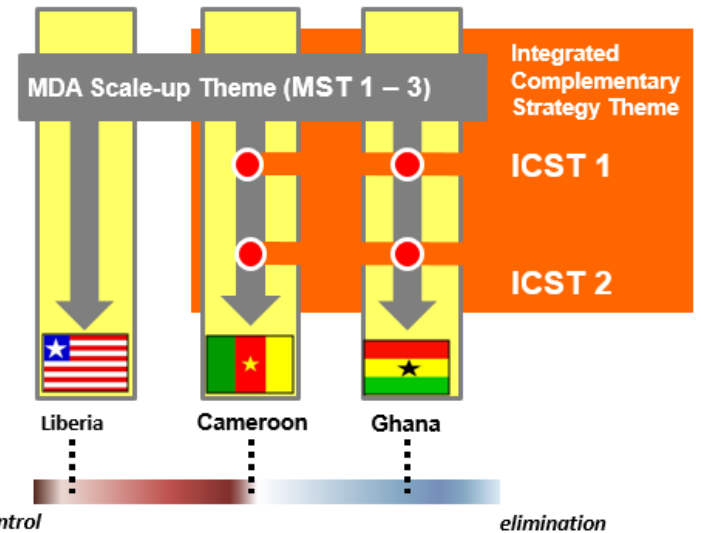 MDA Scale-up Theme (MST 1 – 3)
Integrated
Complementary
Strategy Theme
ICST 1
ICST 2
Liberia
Cameroon
Ghana
ntrol
elimination